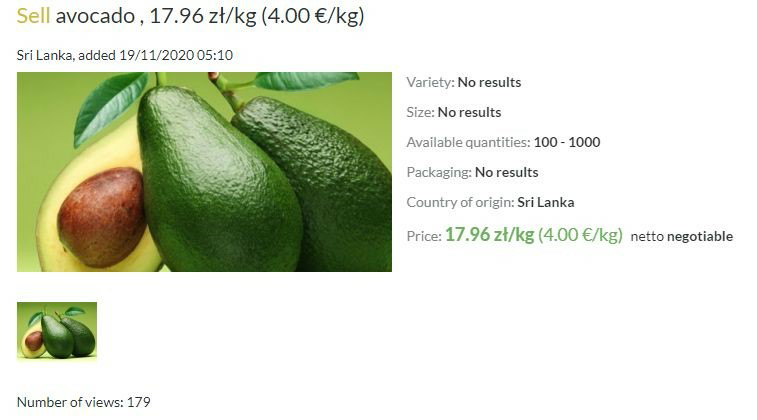 Sell avocado , 17.96 zł/kg (4.00 €/kg)
Sri Lanka, added 19/11/2020 05:10
Variety: No results
Size: No results
Available quantities: 100 - 1000
Packaging: No results
Country of origin: Sri Lanka
Price: 17.96 zł/kg (4.00 €/kg) netto negotiable
Number of views: 179